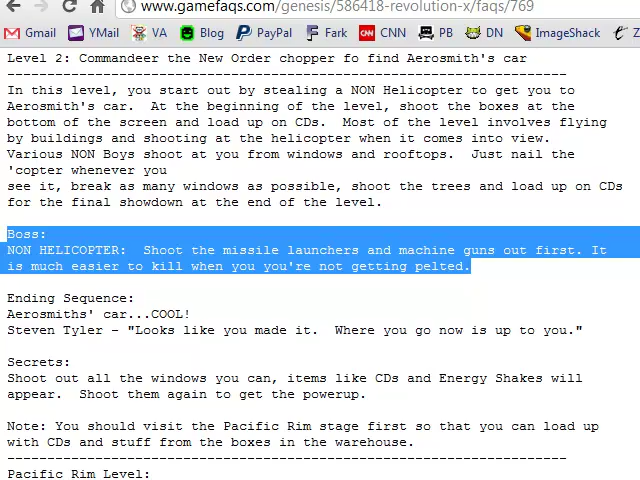 www.gamefaqs.com/genesis/586418-revolution-x/faqs/769
Gmail YMail VA Blog PayPal Fark CNN PB DN ImageShack
Level 2: Commandeer the New Order chopper fo find Aerosmith's car
-----------------------------------------------------------------------
In this level, you start out by stealing a NON Helicopter to get you to
Aerosmith's car.  At the beginning of the level, shoot the boxes at the
bottom of the screen and load up on CDs.  Most of the level involves flying
by buildings and shooting at the helicopter when it comes into view.
Various NON Boys shoot at you from windows and rooftops.  Just nail the
'copter whenever you
see it, break as many windows as possible, shoot the trees and load up on CDs
for the final showdown at the end of the level.
Boss:
NON HELICOPTER:  Shoot the missile launchers and machine guns out first. It
is much easier to kill when you you're not getting pelted.
Ending Sequence:
Aerosmiths' car...COOL!
Steven Tyler - "Looks like you made it.  Where you go now is up to you."
Secrets:
Shoot out all the windows you can, items like CDs and Energy Shakes will
appear.  Shoot them again to get the powerup.
Note: You should visit the Pacific Rim stage first so that you can load up
with CDs and stuff from the boxes in the warehouse.
-----------------------------------------------------------------------
Pacific Rim Level: